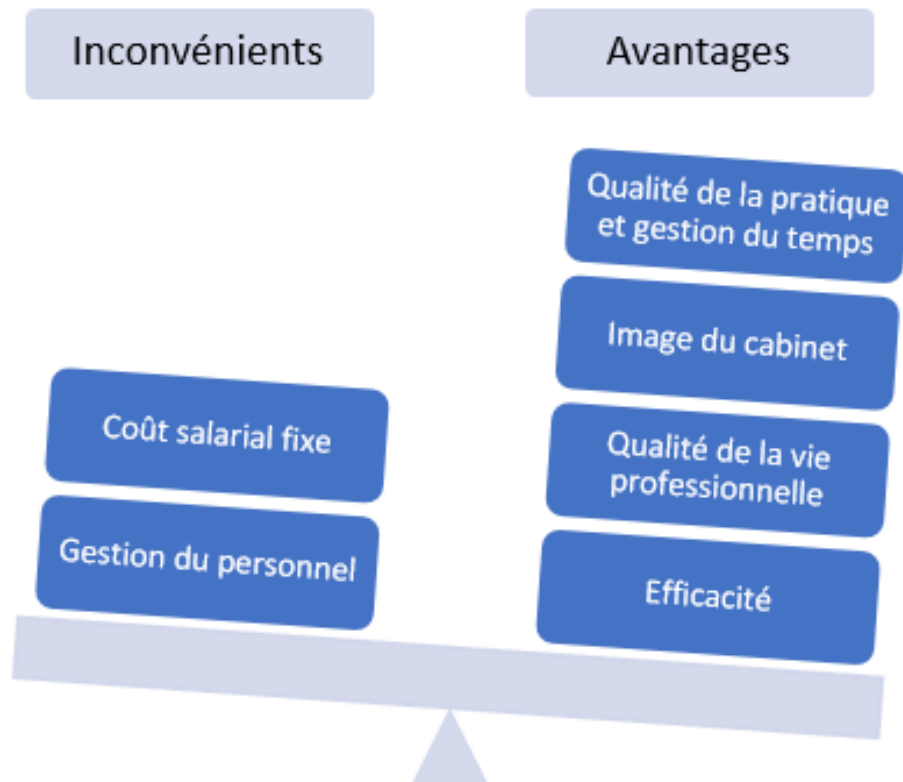 Inconvénients
Avantages
Coût salarial fixe
Gestion du personnel
Qualité de la pratique
et gestion du temps
Image du cabinet
Qualité de la vie
professionnelle
Efficacité